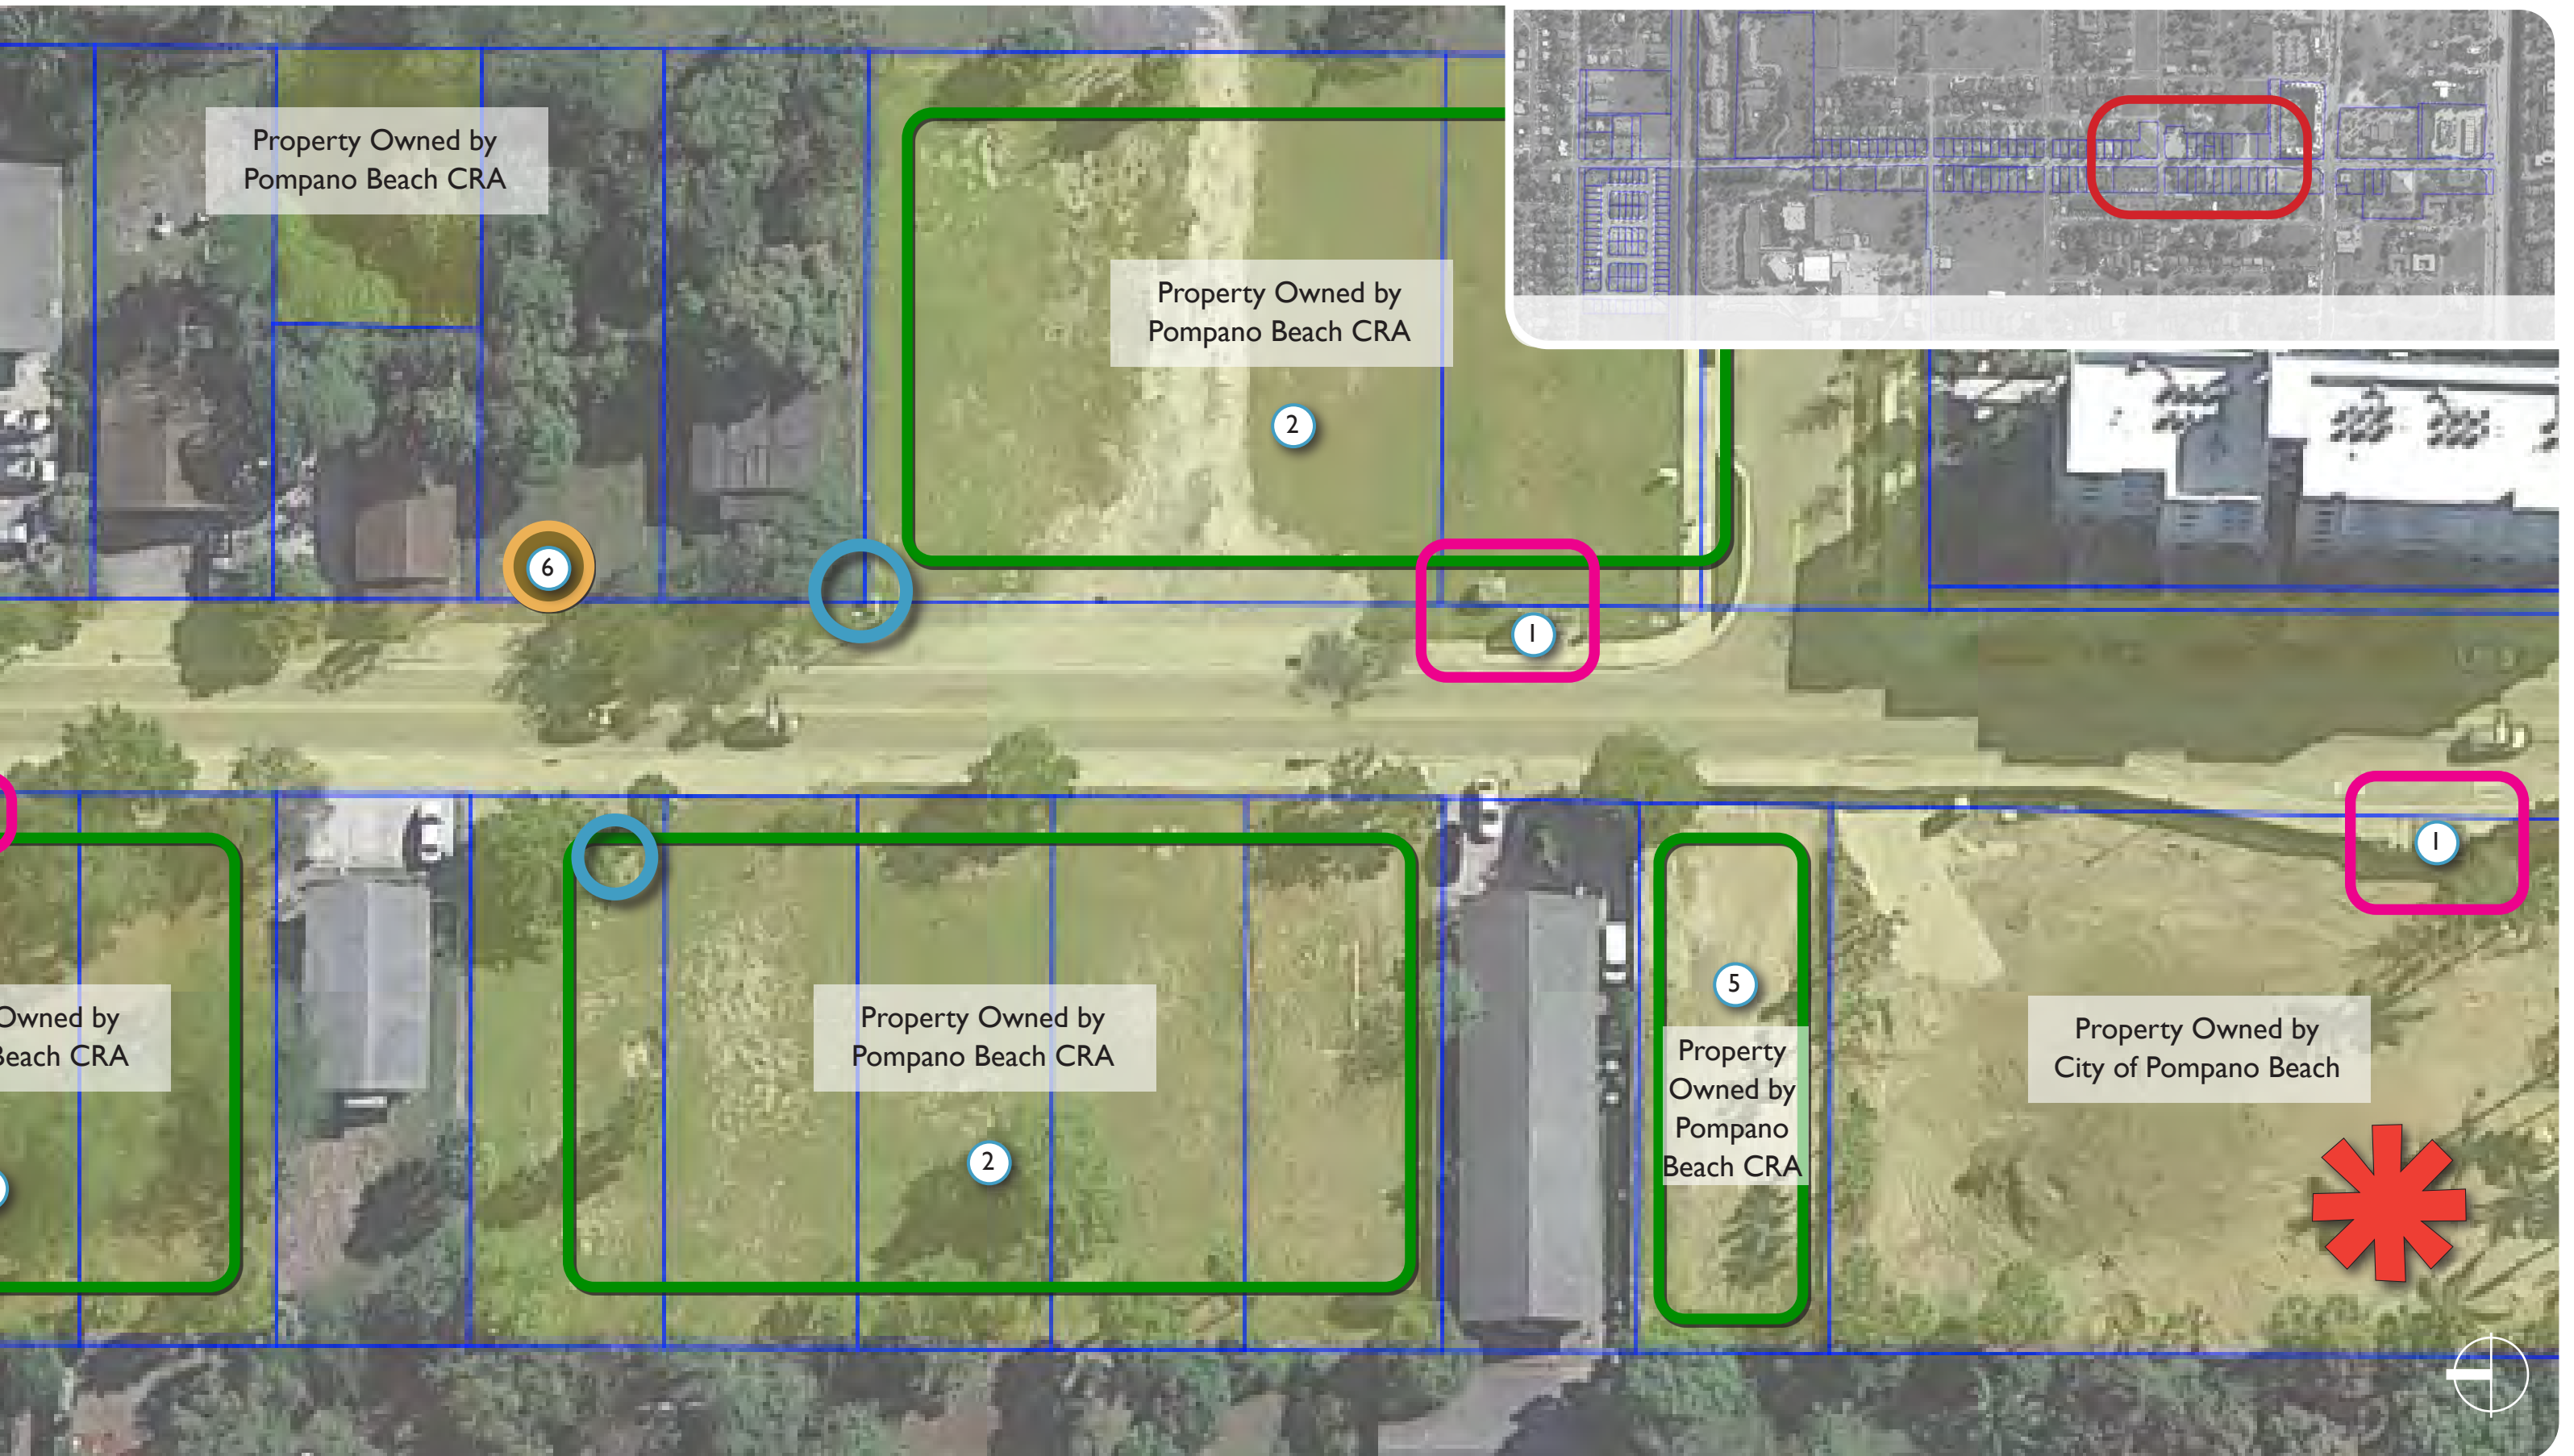 Property Owned by
Pompano Beach CRA
Property Owned by
Pompano Beach CRA
2
6
1
1
Owned by
Beach CRA
Property Owned by
Pompano Beach CRA
2
5
Property
Owned by
Pompano
Beach CRA
Property Owned by
City of Pompano Beach